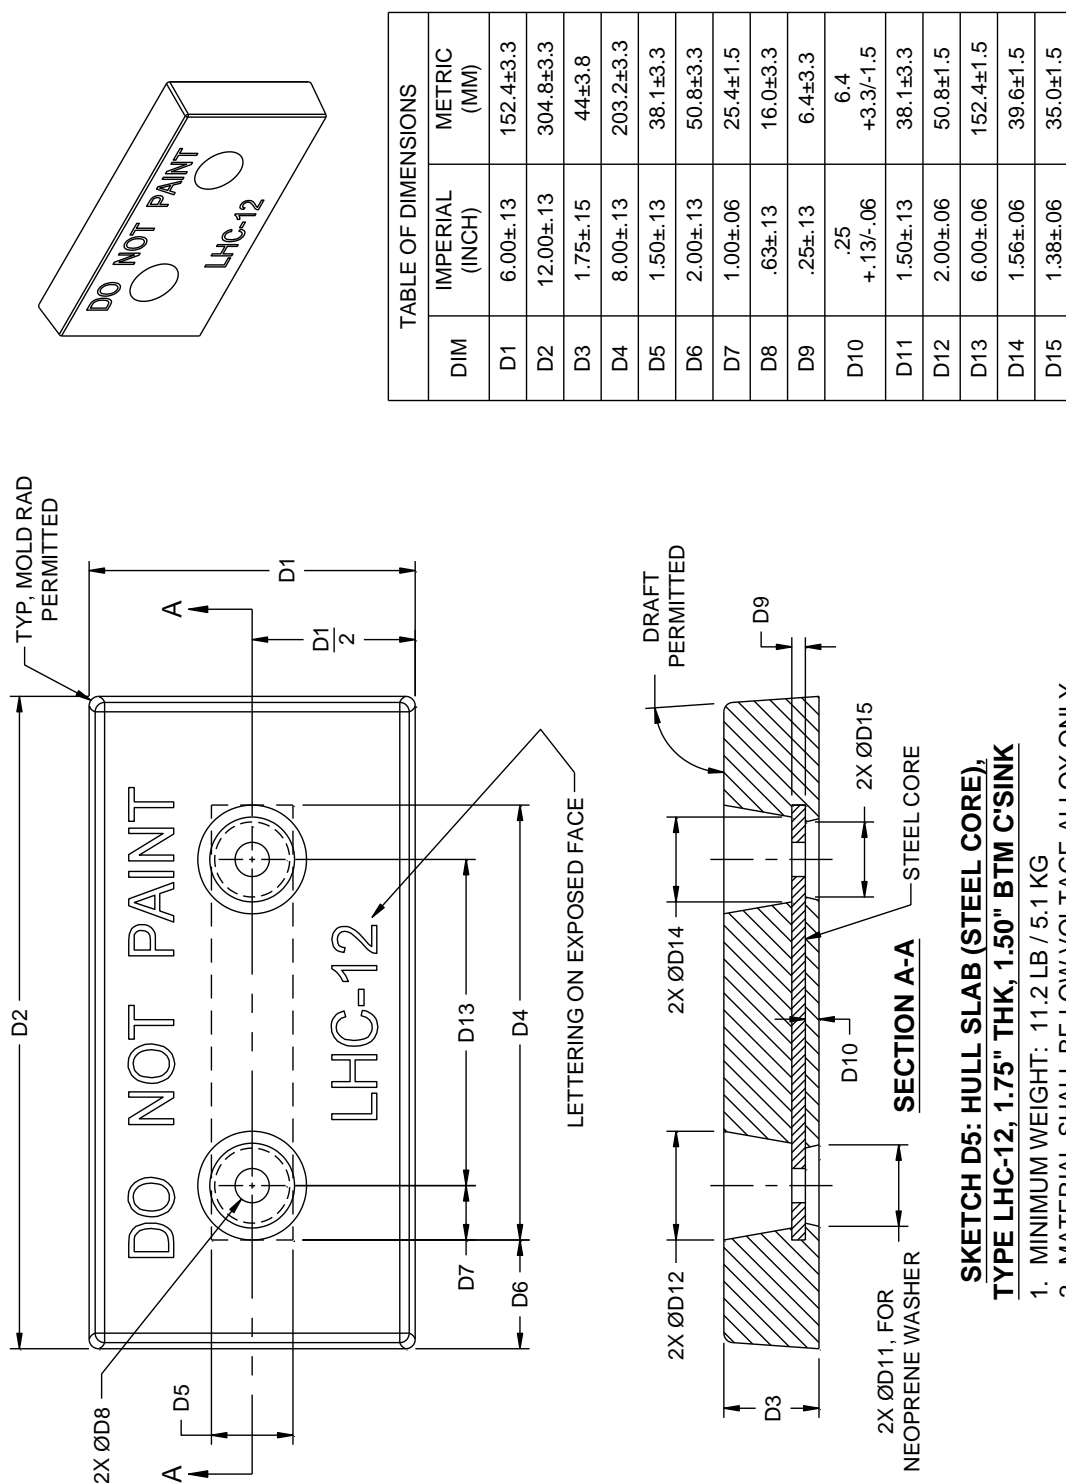 DO NOT PAINT
LHC-12
TABLE OF DIMENSIONS
DIM IMPERIAL (INCH) METRIC (MM)
D1 6.00±.13 152.4±3.3
D2 12.00±.13 304.8±3.3
D3 1.75±.15 44±3.8
D4 8.00±.13 203.2±3.3
D5 1.50±.13 38.1±3.3
D6 2.00±.13 50.8±3.3
D7 1.00±.06 25.4±1.5
D8 .63±.13 16.0±3.3
D9 .25±.13 6.4±3.3
D10 .25 +.13/-.06 6.4 +3.3/-1.5
D11 1.50±.13 38.1±3.3
D12 2.00±.06 50.8±1.5
D13 6.00±.06 152.4±1.5
D14 1.56±.06 39.6±1.5
D15 1.38±.06 35.0±1.5
D2
TYP, MOLD RAD
PERMITTED
2X ØD8
D5
A
A
D1
D1
2
DO NOT PAINT
LHC-12
D7
D6
D13
D4
LETTERING ON EXPOSED FACE
DRAFT
PERMITTED
D9
2X ØD12
2X ØD14
D3
2X ØD15
STEEL CORE
D10
2X ØD11, FOR
NEOPRENE WASHER
SECTION A-A
SKETCH D5: HULL SLAB (STEEL CORE),
TYPE LHC-12, 1.75" THK, 1.50" BTM C'SINK
1. MINIMUM WEIGHT: 11.2 LB / 5.1 KG
2. MATERIAL SHALL BE LOW VOLTAGE ALLOY ONLY